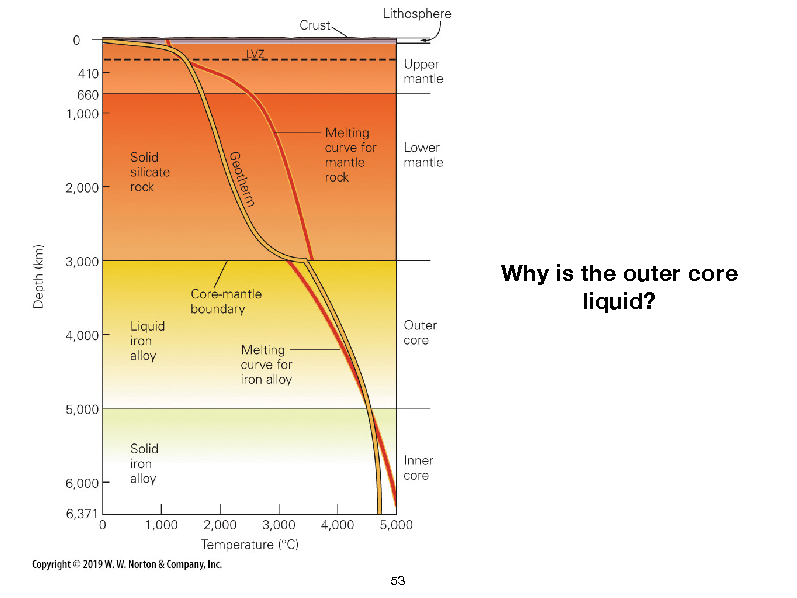 Lithosphere
Crust
0
LVZ
Upper
mantle
410
660
1,000
Melting
curve for
mantle
rock
Lower
mantle
Solid
silicate
rock
Geotherm
2,000
3,000
Depth (km)
Why is the outer core
liquid?
Core-mantle
boundary
Liquid
iron
alloy
Outer
core
4,000
Melting
curve for
iron alloy
5,000
Solid
iron
alloy
Inner
core
6,000
6,371
0 1,000 2,000 3,000 4,000 5,000
Temperature (°C)
Copyright © 2019 W. W. Norton & Company, Inc.
53